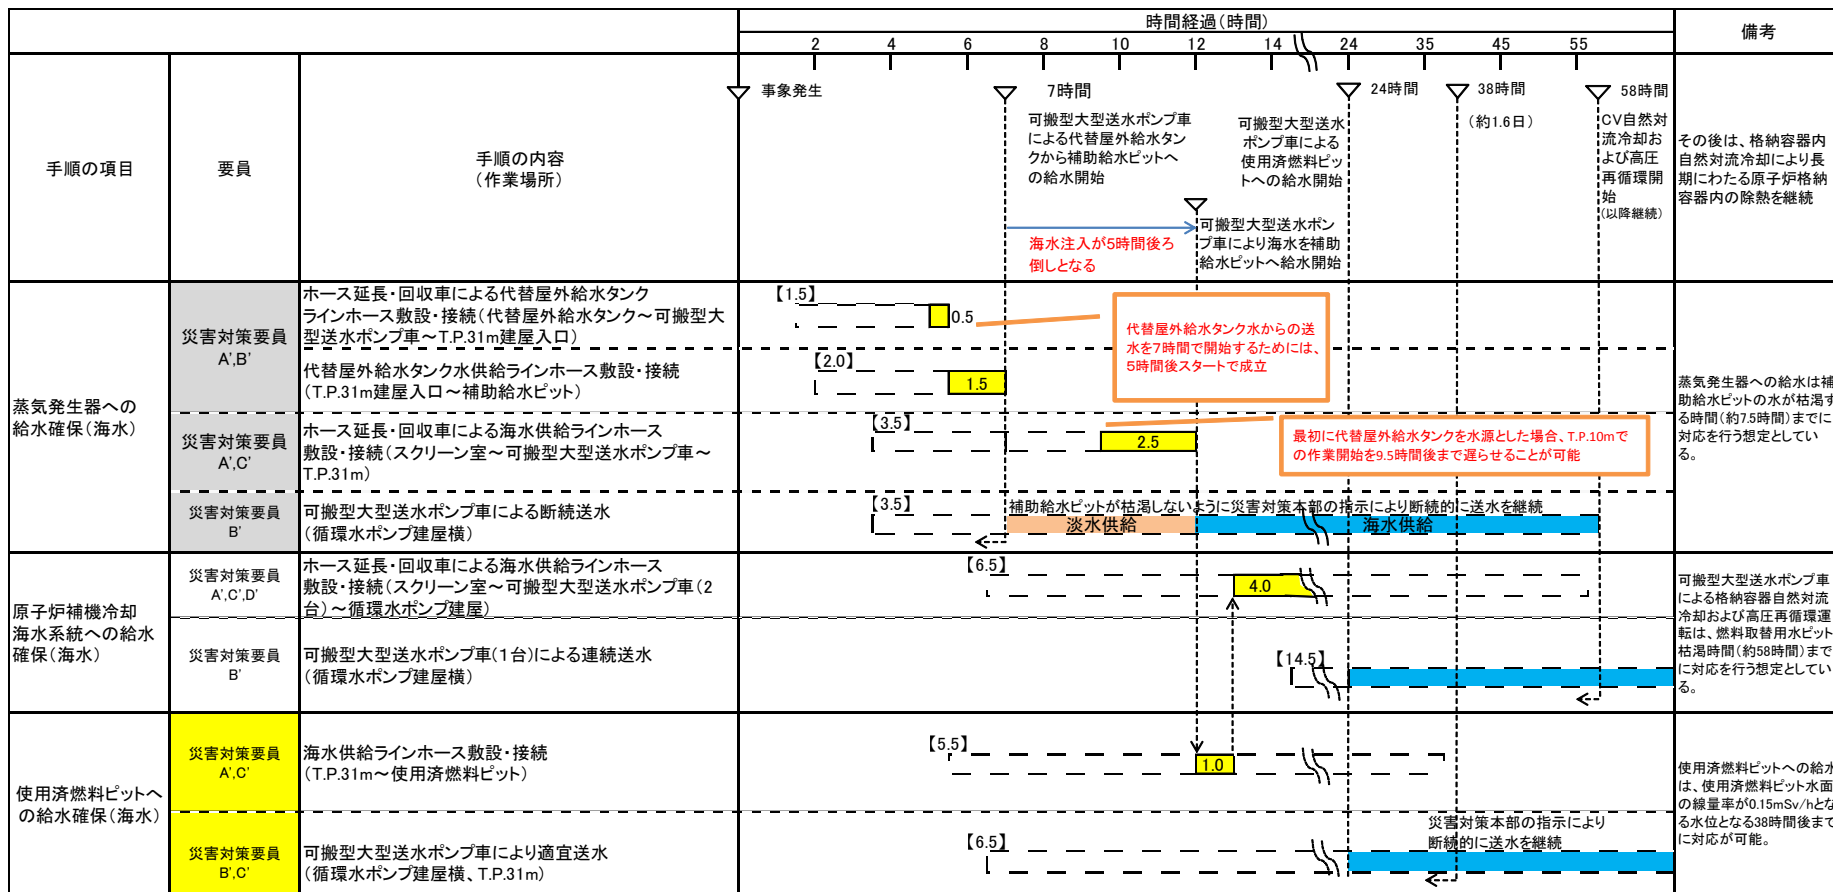 時間経過(時間)
備考
2 4 6 8 10 12 14 24 35 45 55
手順の項目
要員
手順の内容
(作業場所)
事象発生
7時間
可搬型大型送水ポンプ車
による代替屋外給水タン
クから補助給水ピットへ
の給水開始
海水注入が5時間後ろ
倒しとなる
可搬型大型送水
ポンプ車による
使用済燃料ピッ
トへの給水開始
可搬型大型送水ポン
プ車により海水を補助
給水ピットへ給水開始
24時間
38時間
(約1.6日)
58時間
CV自然対
流冷却お
よび高圧
再循環開
始
(以降継続)
その後は、格納容器内
自然対流冷却により長
期にわたる原子炉格納
容器内の除熱を継続
蒸気発生器への
給水確保(海水)
災害対策要員
A',B'
ホース延長・回収車による代替屋外給水タンク
ラインホース敷設・接続(代替屋外給水タンク～可搬型大
型送水ポンプ車～T.P.31m建屋入口)
【1.5】
0.5
代替屋外給水タンク水からの送
水を7時間で開始するためには、
5時間後スタートで成立
代替屋外給水タンク水供給ラインホース敷設・接続
(T.P.31m建屋入口～補助給水ピット)
【2.0】
1.5
災害対策要員
A',C'
ホース延長・回収車による海水供給ラインホース
敷設・接続(スクリーン室～可搬型大型送水ポンプ車～
T.P.31m)
【3.5】
2.5
最初に代替屋外給水タンクを水源とした場合、T.P.10mで
の作業開始を9.5時間後まで遅らせることが可能
災害対策要員
B'
可搬型大型送水ポンプ車による断続送水
(循環水ポンプ建屋横)
【3.5】
補助給水ピットが枯渇しないように災害対策本部の指示により断続的に送水を継続
淡水供給
海水供給
蒸気発生器への給水は補
助給水ピットの水が枯渇す
る時間(約7.5時間)までに
対応を行う想定としてい
る。
原子炉補機冷却
海水系統への給水
確保(海水)
災害対策要員
A',C',D'
ホース延長・回収車による海水供給ラインホース
敷設・接続(スクリーン室～可搬型大型送水ポンプ車(2
台)～循環水ポンプ建屋)
【6.5】
4.0
災害対策要員
B'
可搬型大型送水ポンプ車(1台)による連続送水
(循環水ポンプ建屋横)
【14.5】
可搬型大型送水ポンプ車
による格納容器自然対流
冷却および高圧再循環運
転は、燃料取替用水ピット
枯渇時間(約58時間)まで
に対応を行う想定としてい
る。
使用済燃料ピットへ
の給水確保(海水)
災害対策要員
A',C'
海水供給ラインホース敷設・接続
(T.P.31m～使用済燃料ピット)
【5.5】
1.0
災害対策要員
B',C'
可搬型大型送水ポンプ車により適宜送水
(循環水ポンプ建屋横、T.P.31m)
【6.5】
災害対策本部の指示により
断続的に送水を継続
使用済燃料ピットへの給水
は、使用済燃料ピット水面
の線量率が0.15mSv/hとな
る水位となる38時間後まで
に対応が可能。